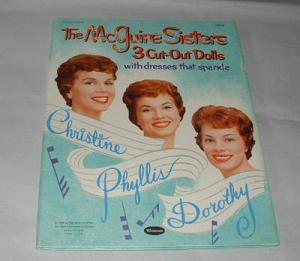 The McGuire Sisters
3 Cut-Out Dolls
with dresses that sparkle
Christine
Phyllis
Dorothy
Whitman